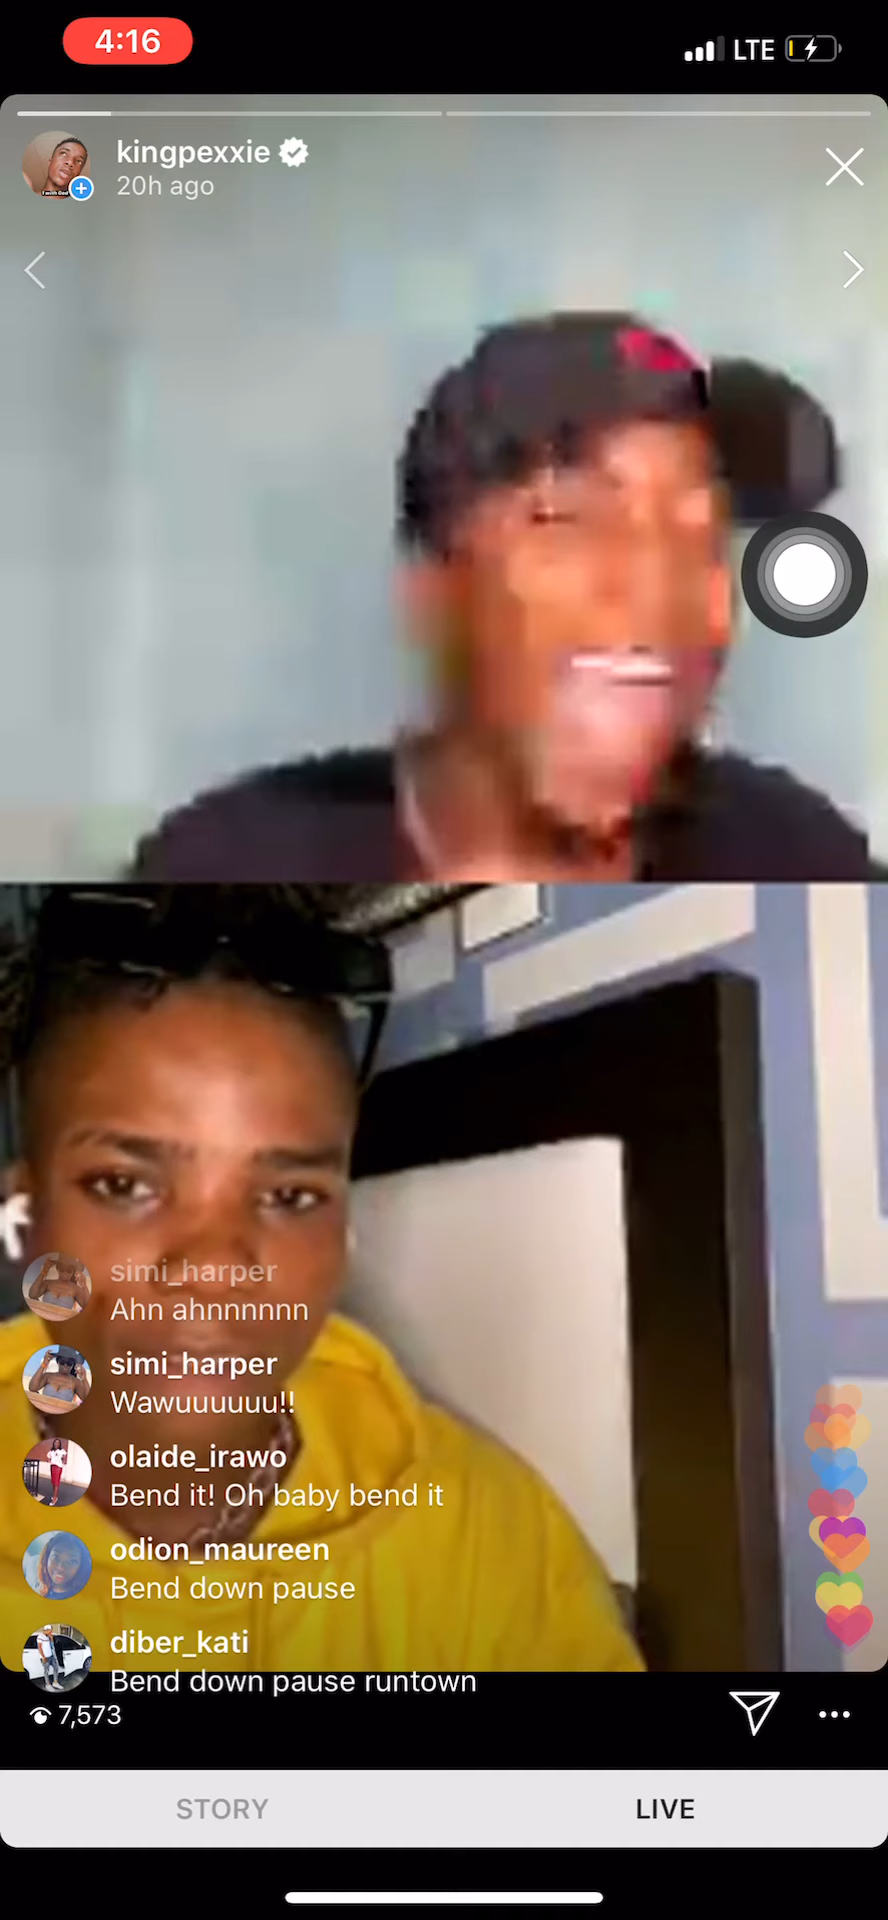 4:16
LTE
kingpexxie
20h ago
simi_harper
Ahn ahnnnnnn
simi_harper
Wawuuuuuu!!
olaide_irawo
Bend it! Oh baby bend it
odion_maureen
Bend down pause
diber_kati
Bend down pause runtown
7,573
STORY
LIVE